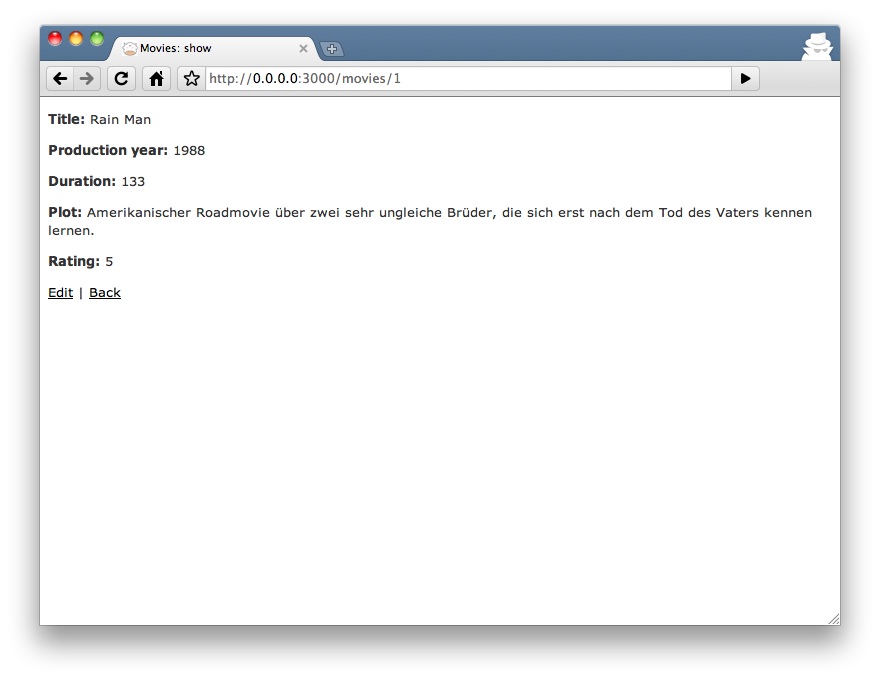 Movies: show
http://0.0.0.0:3000/movies/1
Title: Rain Man
Production year: 1988
Duration: 133
Plot: Amerikanischer Roadmovie über zwei sehr ungleiche Brüder, die sich erst nach dem Tod des Vaters kennen
lernen.
Rating: 5
Edit | Back